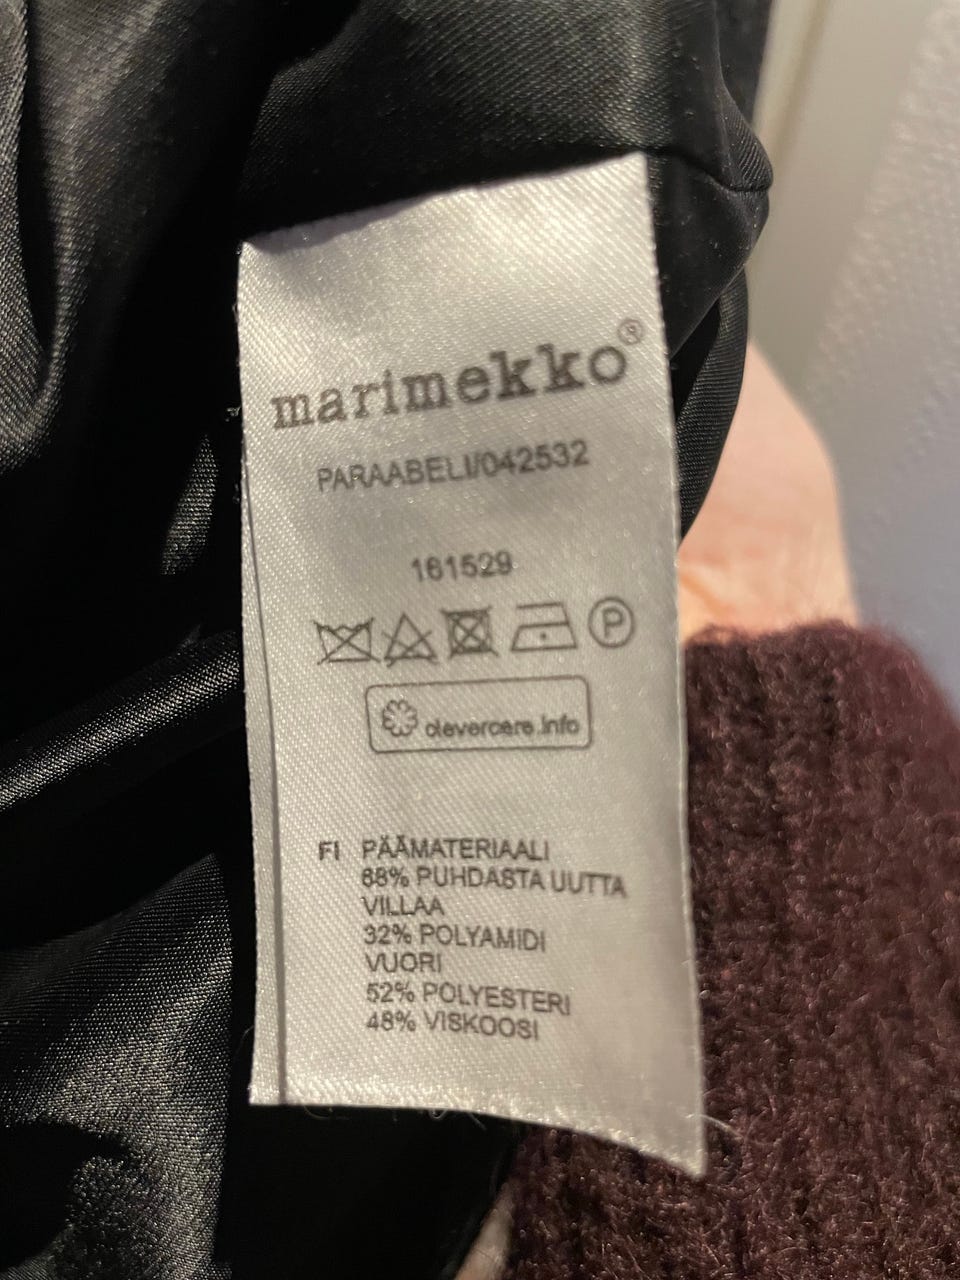 marimekko®
PARAABELI/042532
161529
P
clevercare.info
FI PÄÄMATERIAALI
68% PUHDASTA UUTTA
VILLAA
32% POLYAMIDI
VUORI
52% POLYESTERI
48% VISKOOSI